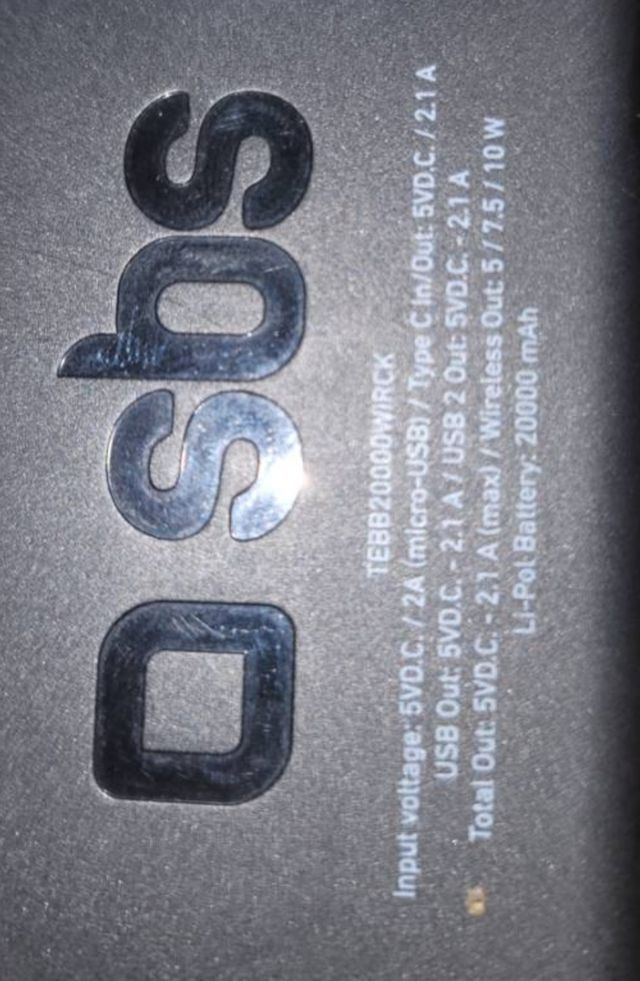 sbs
TEBB20000WIRCK
Input voltage: 5VD.C. / 2A (micro-USB) / Type C In/Out: 5VD.C. / 2.1 A
USB Out: 5VD.C. - 2.1 A / USB 2 Out: 5VD.C. - 2.1 A
Total Out: 5VD.C. - 2.1 A (max) / Wireless Out: 5 / 7.5 / 10 W
Li-Pol Battery: 20000 mAh